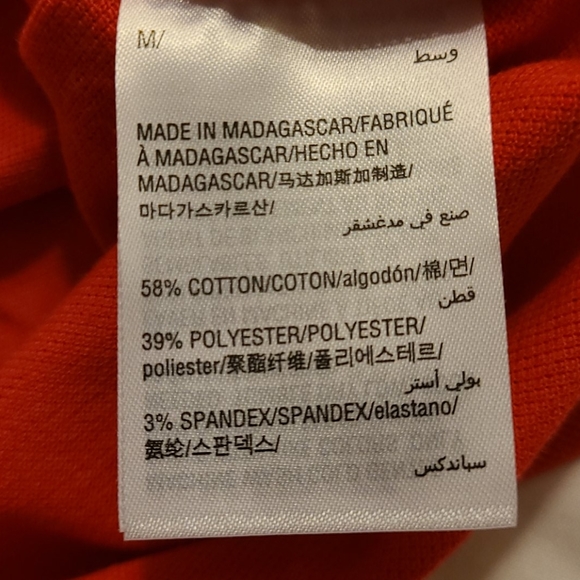 M/
وسط
MADE IN MADAGASCAR/FABRIQUÉ
À MADAGASCAR/HECHO EN
MADAGASCAR/马达加斯加制造/
마다가스카르산/
صنع في مدغشقر
58% COTTON/COTON/algodón/棉/면/
قطن
39% POLYESTER/POLYESTER/
poliester/聚酯纤维/폴리에스테르/
بولي أستر
3% SPANDEX/SPANDEX/elastano/
氨纶/스판덱스/
سباندكس